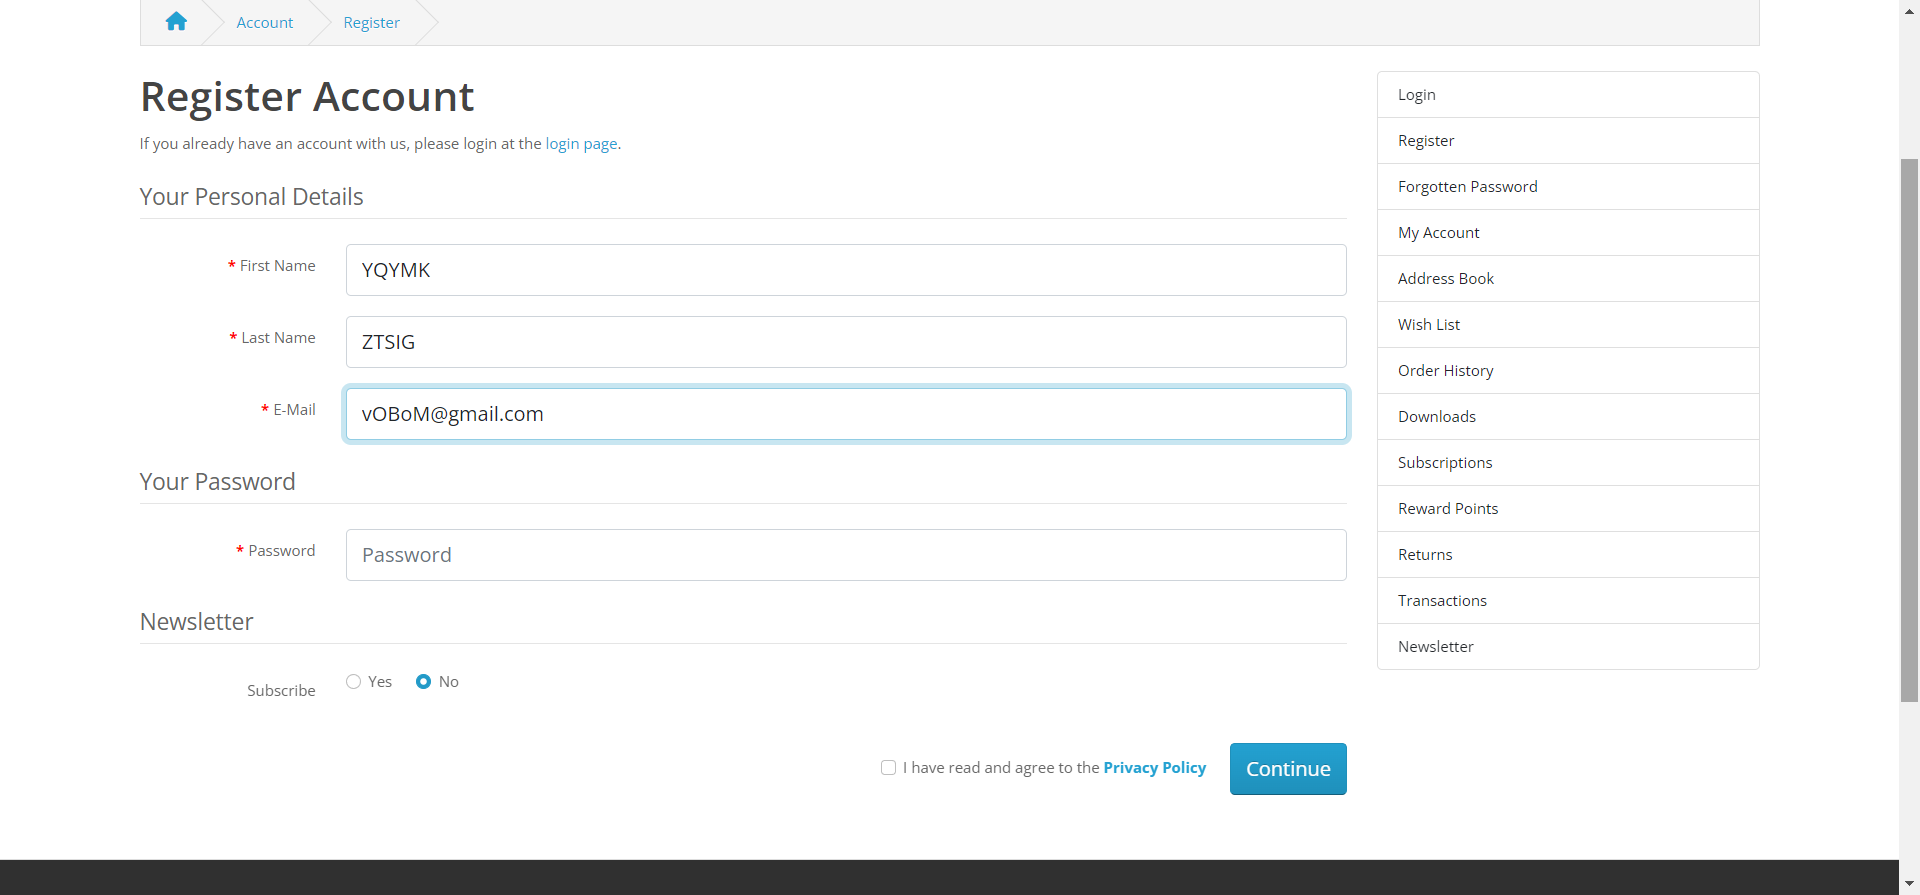 Account
Register
Register Account
If you already have an account with us, please login at the login page.
Your Personal Details
* First Name
YQYMK
* Last Name
ZTSIG
* E-Mail
vOBoM@gmail.com
Your Password
* Password
Password
Newsletter
Subscribe
Yes
No
I have read and agree to the Privacy Policy
Continue
Login
Register
Forgotten Password
My Account
Address Book
Wish List
Order History
Downloads
Subscriptions
Reward Points
Returns
Transactions
Newsletter